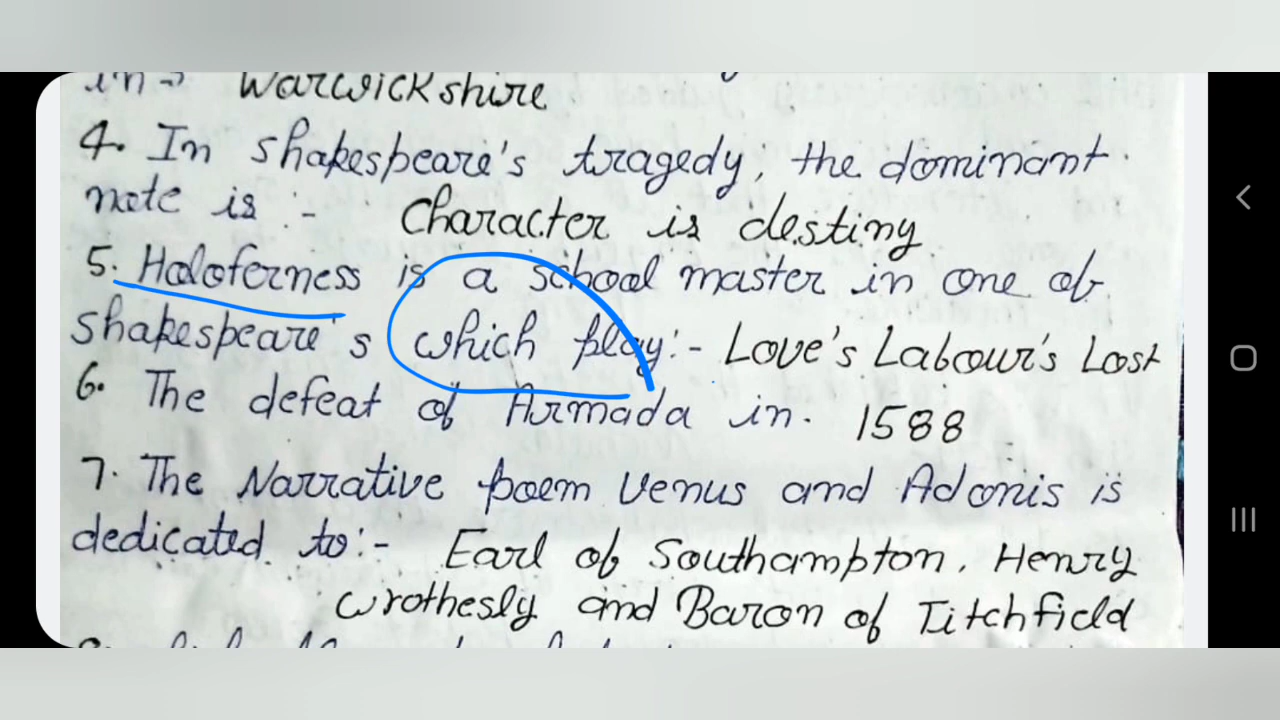 in - Warwickshire
4. In shakespeare's tragedy, the dominant
note is :- Character is destiny
5. Holoferness is a school master in one of
shakespeare's which play:- Love's Labour's Lost
6. The defeat of Armada in. 1588
7. The Narrative poem Venus and Adonis is
dedicated to:- Earl of Southampton. Henry
Wrothesly and Baron of Titchfield